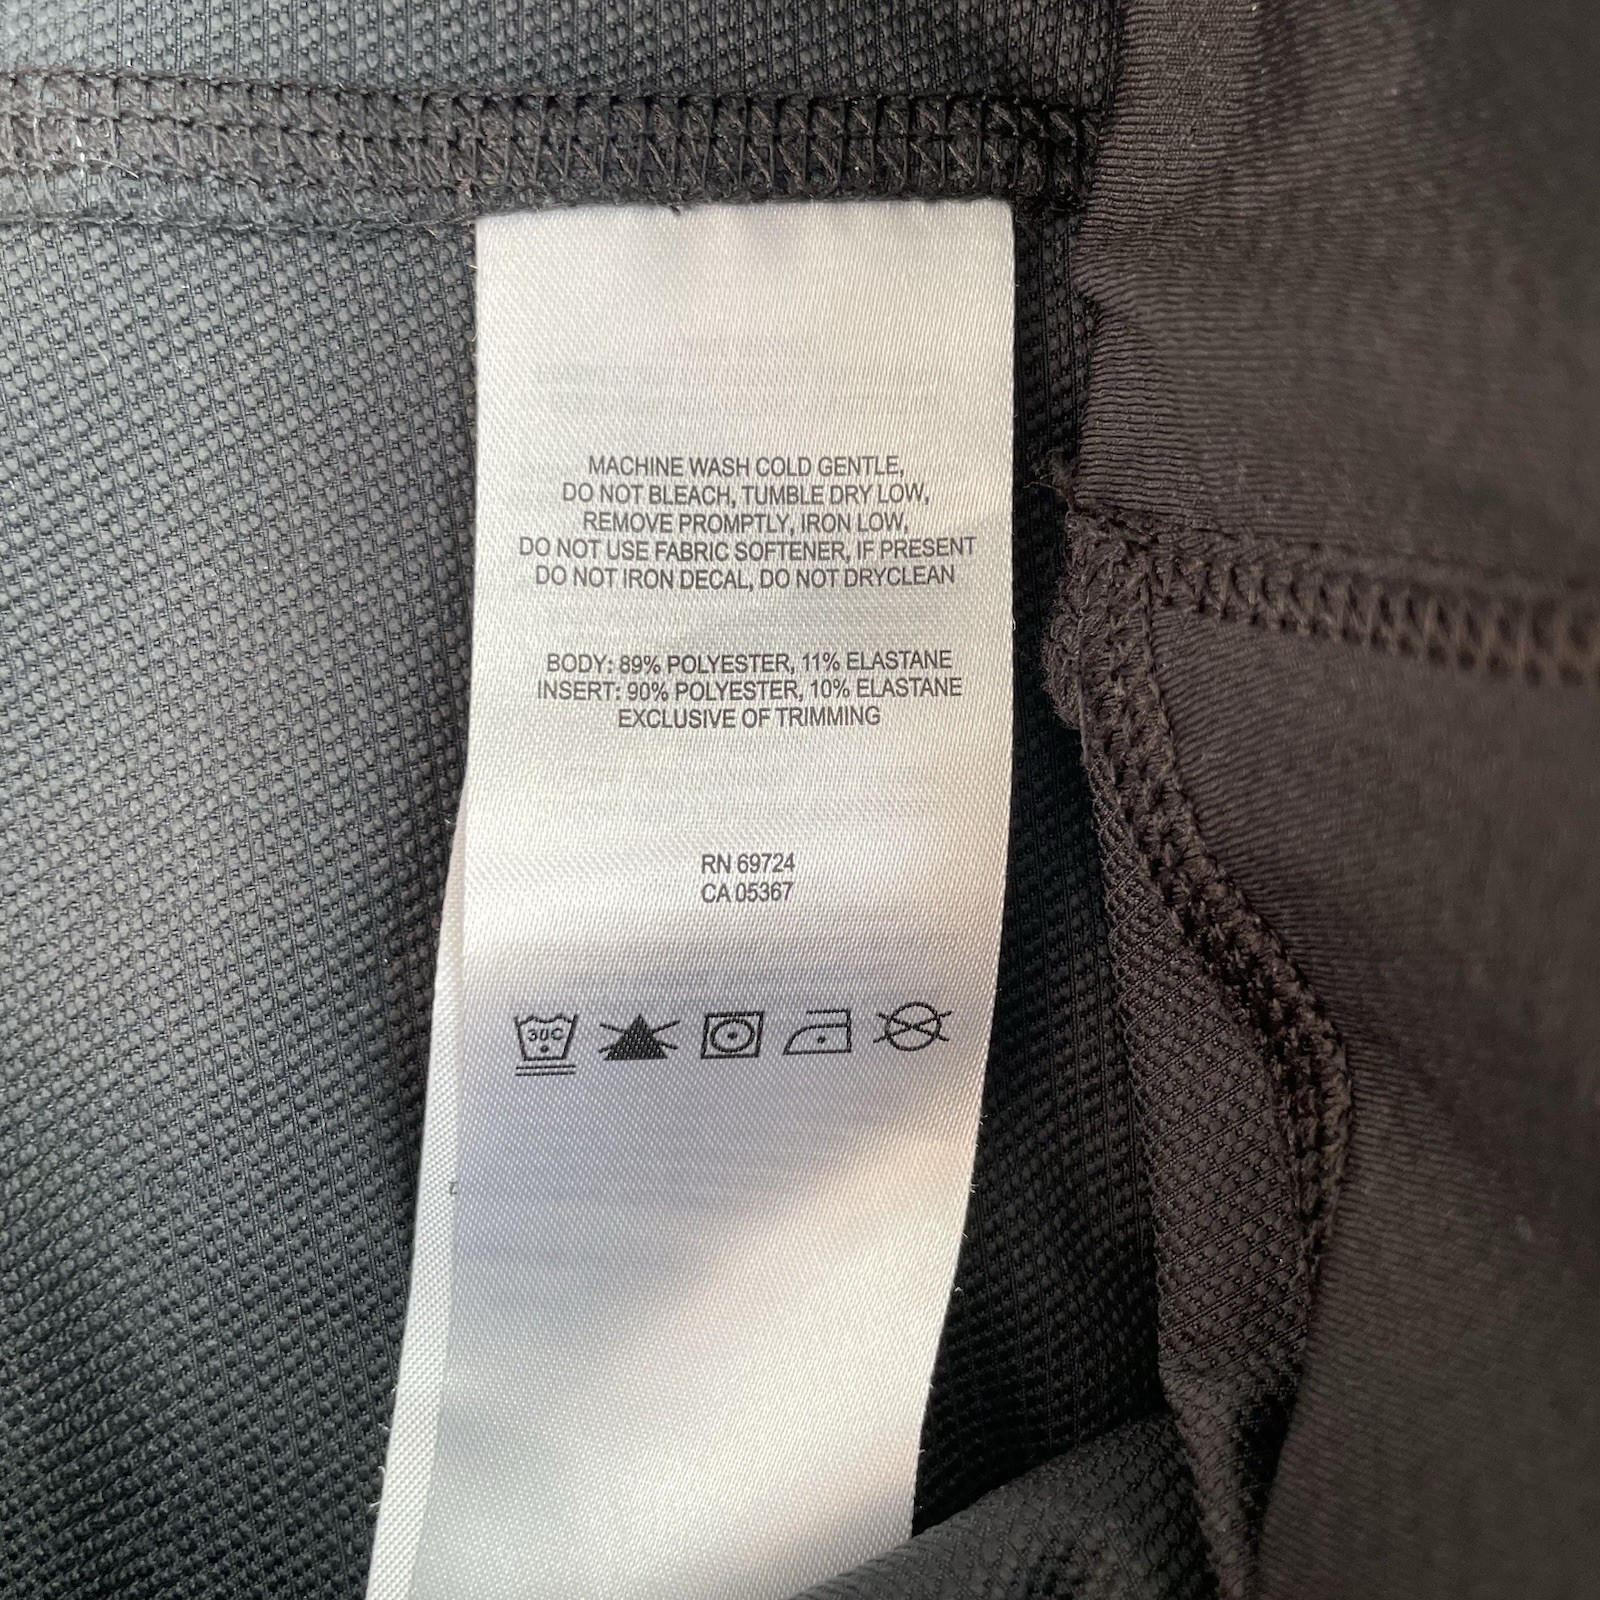 MACHINE WASH COLD GENTLE,
DO NOT BLEACH, TUMBLE DRY LOW,
REMOVE PROMPTLY, IRON LOW,
DO NOT USE FABRIC SOFTENER, IF PRESENT
DO NOT IRON DECAL, DO NOT DRYCLEAN
BODY: 89% POLYESTER, 11% ELASTANE
INSERT: 90% POLYESTER, 10% ELASTANE
EXCLUSIVE OF TRIMMING
RN 69724
CA 05367
30C